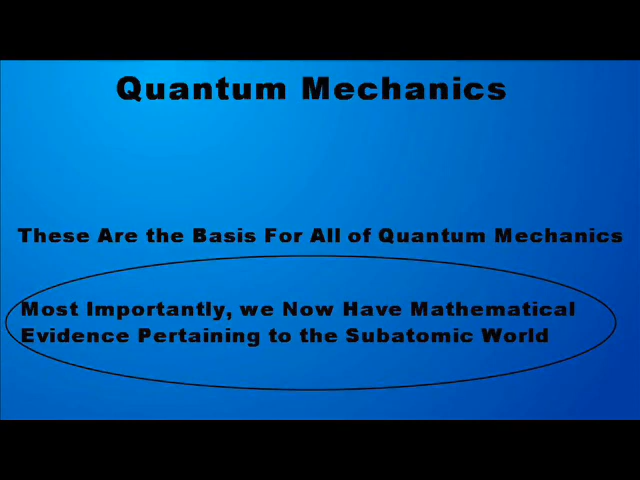 Quantum Mechanics
These Are the Basis For All of Quantum Mechanics
Most Importantly, we Now Have Mathematical
Evidence Pertaining to the Subatomic World